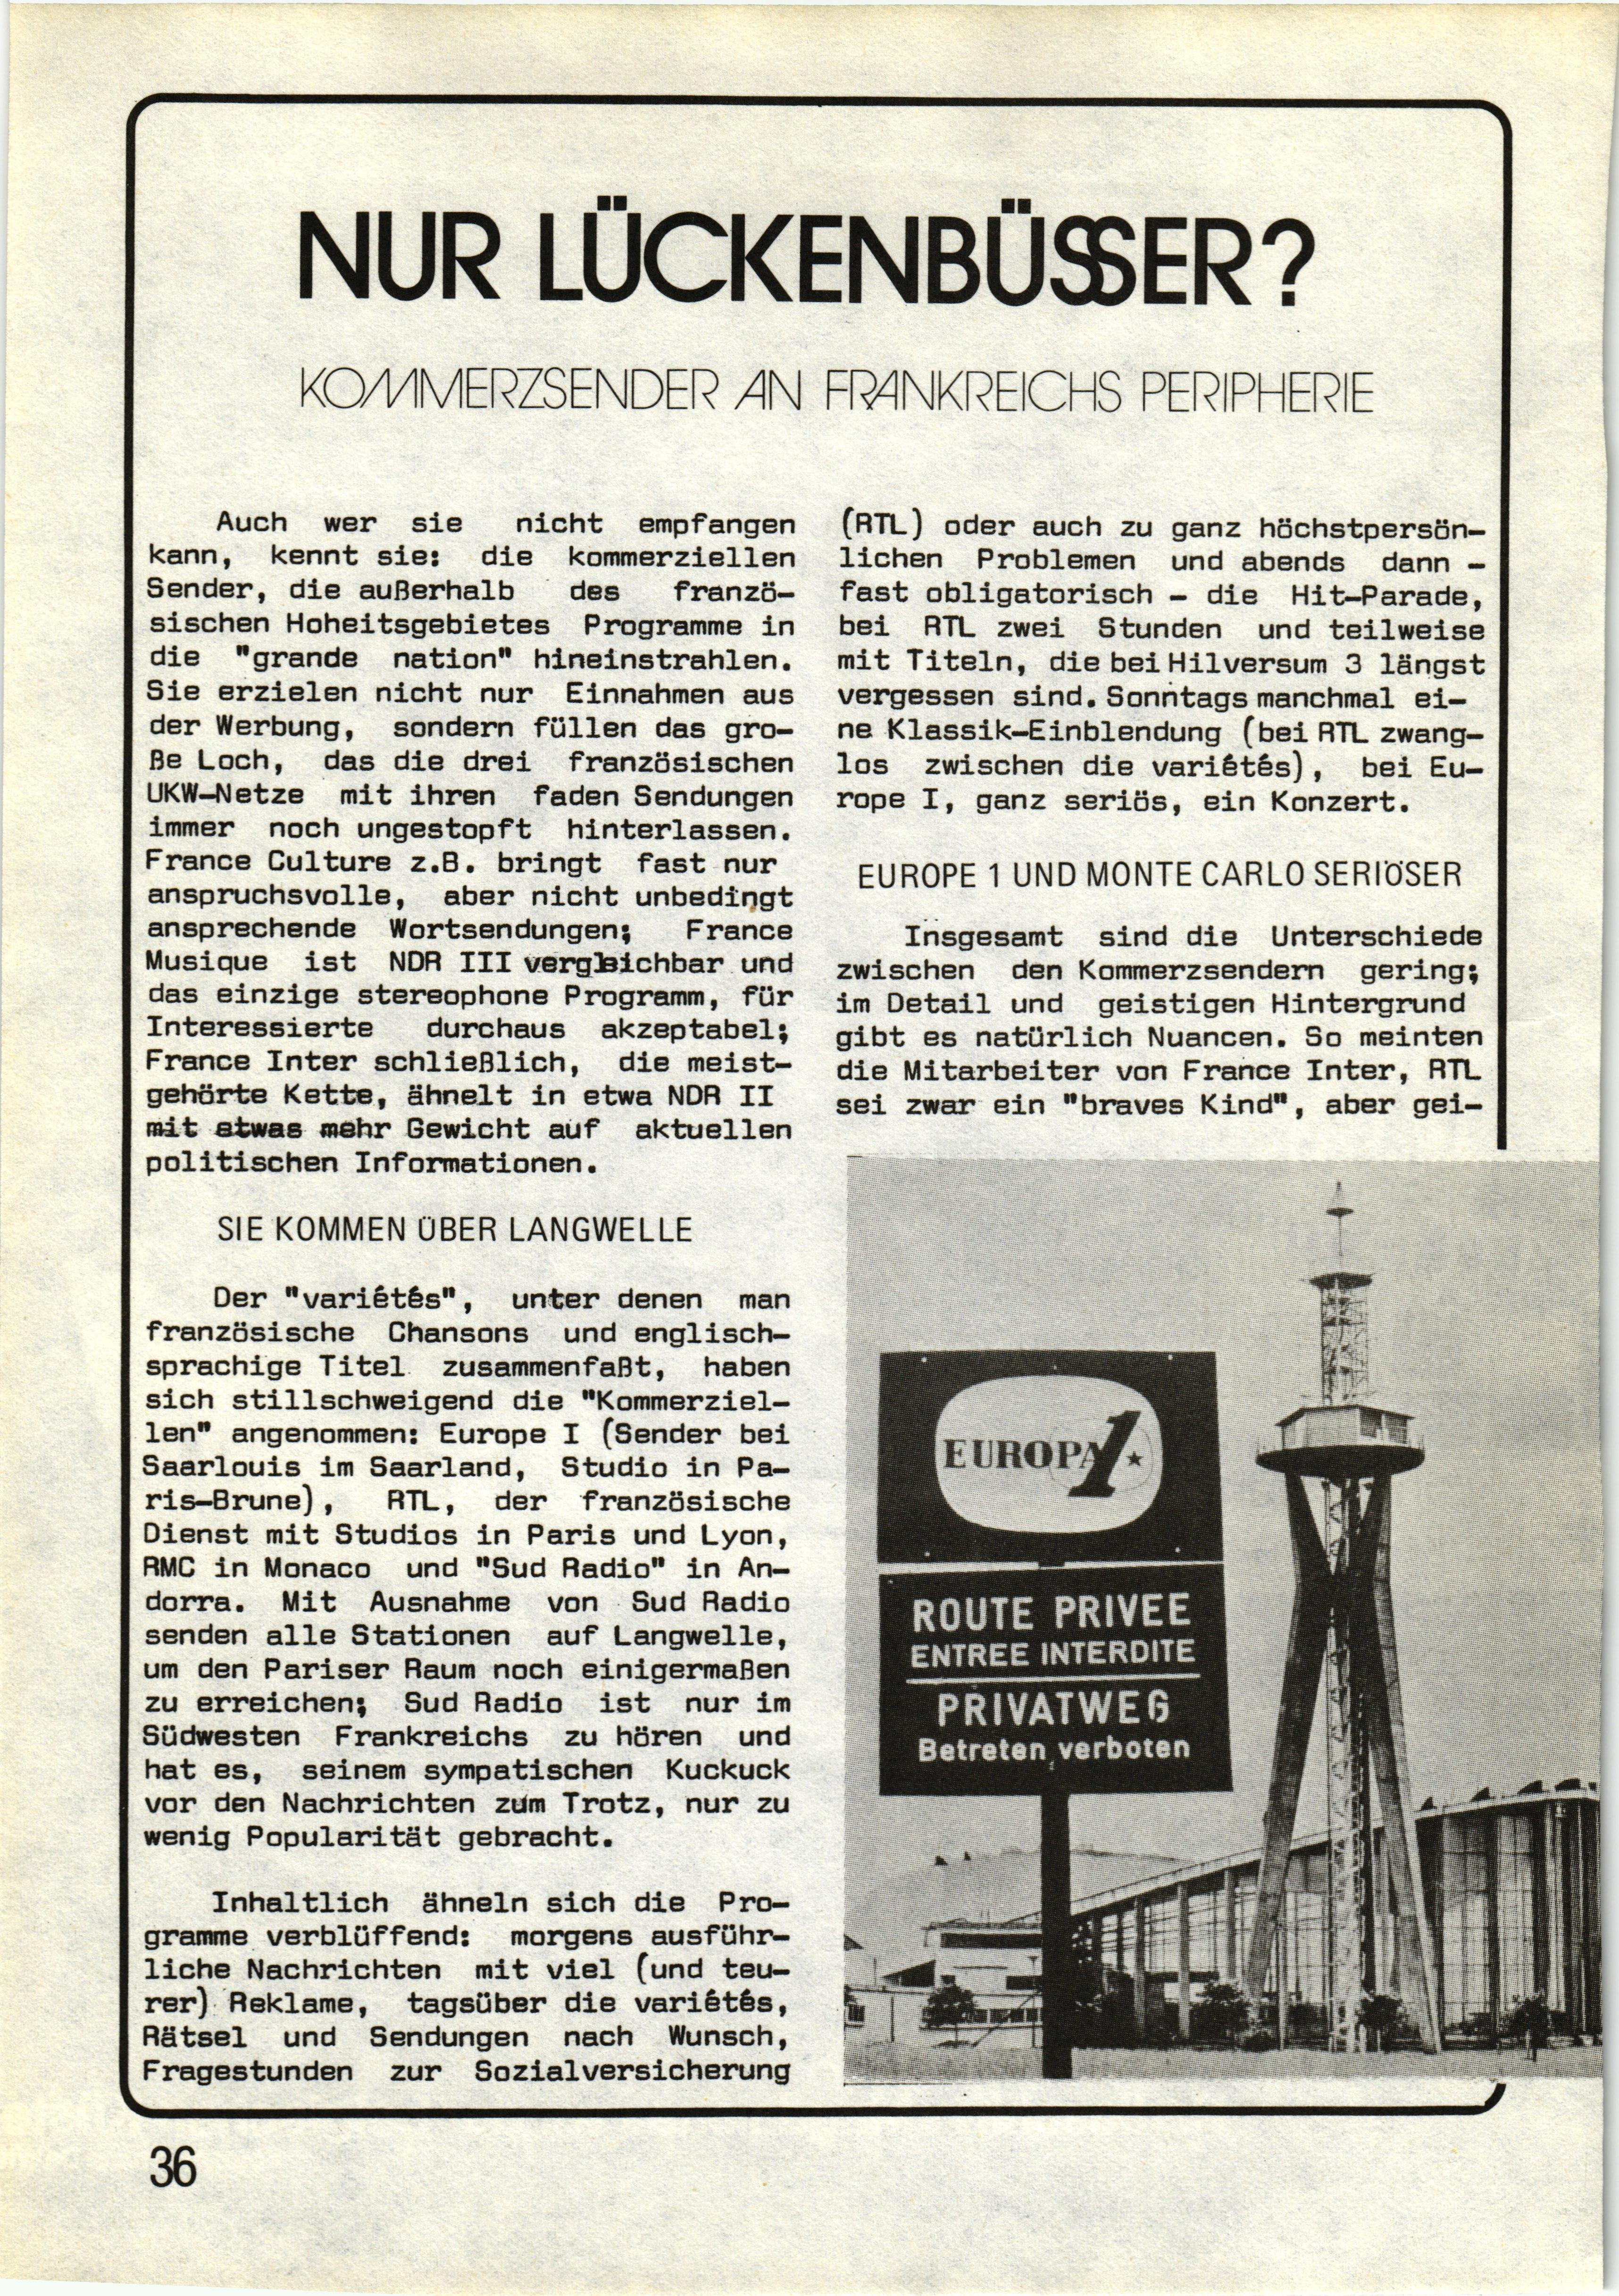 NUR LÜCKENBÜSSER?
KOMMERZSENDER AN FRANKREICHS PERIPHERIE
Auch wer sie nicht empfangen
kann, kennt sie: die kommerziellen
Sender, die außerhalb des franzö-
sischen Hoheitsgebietes Programme in
die "grande nation" hineinstrahlen.
Sie erzielen nicht nur Einnahmen aus
der Werbung, sondern füllen das gro-
ße Loch, das die drei französischen
UKW-Netze mit ihren faden Sendungen
immer noch ungestopft hinterlassen.
France Culture z.B. bringt fast nur
anspruchsvolle, aber nicht unbedingt
ansprechende Wortsendungen; France
Musique ist NDR III vergleichbar und
das einzige stereophone Programm, für
Interessierte durchaus akzeptabel;
France Inter schließlich, die meist-
gehörte Kette, ähnelt in etwa NDR II
mit etwas mehr Gewicht auf aktuellen
politischen Informationen.
SIE KOMMEN ÜBER LANGWELLE
Der "variétés", unter denen man
französische Chansons und englisch-
sprachige Titel zusammenfaßt, haben
sich stillschweigend die "Kommerziel-
len" angenommen: Europe I (Sender bei
Saarlouis im Saarland, Studio in Pa-
ris-Brune), RTL, der französische
Dienst mit Studios in Paris und Lyon,
RMC in Monaco und "Sud Radio" in An-
dorra. Mit Ausnahme von Sud Radio
senden alle Stationen auf Langwelle,
um den Pariser Raum noch einigermaßen
zu erreichen; Sud Radio ist nur im
Südwesten Frankreichs zu hören und
hat es, seinem sympatischen Kuckuck
vor den Nachrichten zum Trotz, nur zu
wenig Popularität gebracht.
Inhaltlich ähneln sich die Pro-
gramme verblüffend: morgens ausführ-
liche Nachrichten mit viel (und teu-
rer) Reklame, tagsüber die variétés,
Rätsel und Sendungen nach Wunsch,
Fragestunden zur Sozialversicherung
(RTL) oder auch zu ganz höchstpersön-
lichen Problemen und abends dann -
fast obligatorisch - die Hit-Parade,
bei RTL zwei Stunden und teilweise
mit Titeln, die bei Hilversum 3 längst
vergessen sind. Sonntags manchmal ei-
ne Klassik-Einblendung (bei RTL zwang-
los zwischen die variétés), bei Eu-
rope I, ganz seriös, ein Konzert.
EUROPE 1 UND MONTE CARLO SERIÖSER
Insgesamt sind die Unterschiede
zwischen den Kommerzsendern gering;
im Detail und geistigen Hintergrund
gibt es natürlich Nuancen. So meinten
die Mitarbeiter von France Inter, RTL
sei zwar ein "braves Kind", aber gei-
EUROPA 1
ROUTE PRIVEE
ENTREE INTERDITE
PRIVATWEG
Betreten verboten
36